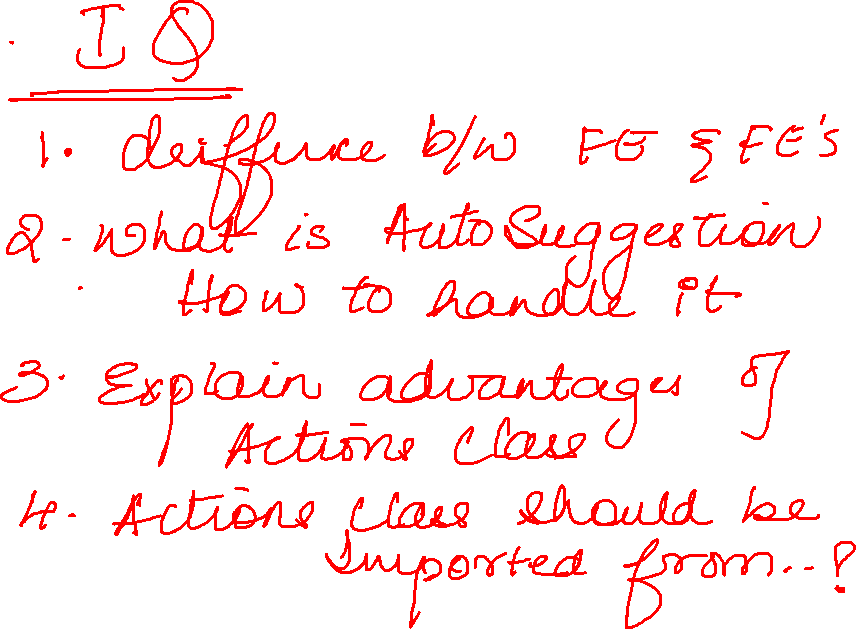 IQ
1. deifference b/w FE & FE's
2. What is AutoSuggestion
How to handle it
3. Explain advantages of
Actions Class
4. Actions class should be
Imported from..?